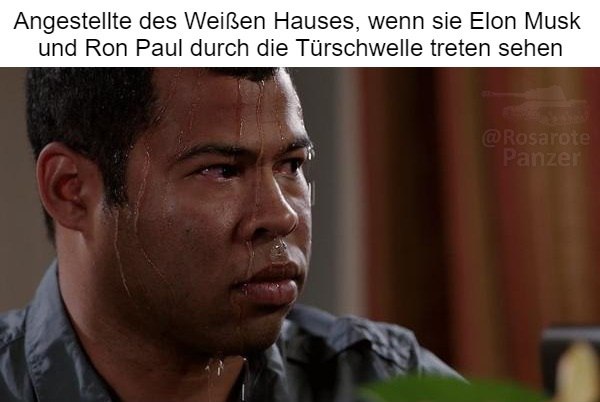 Angestellte des Weißen Hauses, wenn sie Elon Musk
und Ron Paul durch die Türschwelle treten sehen
@Rosarote
Panzer